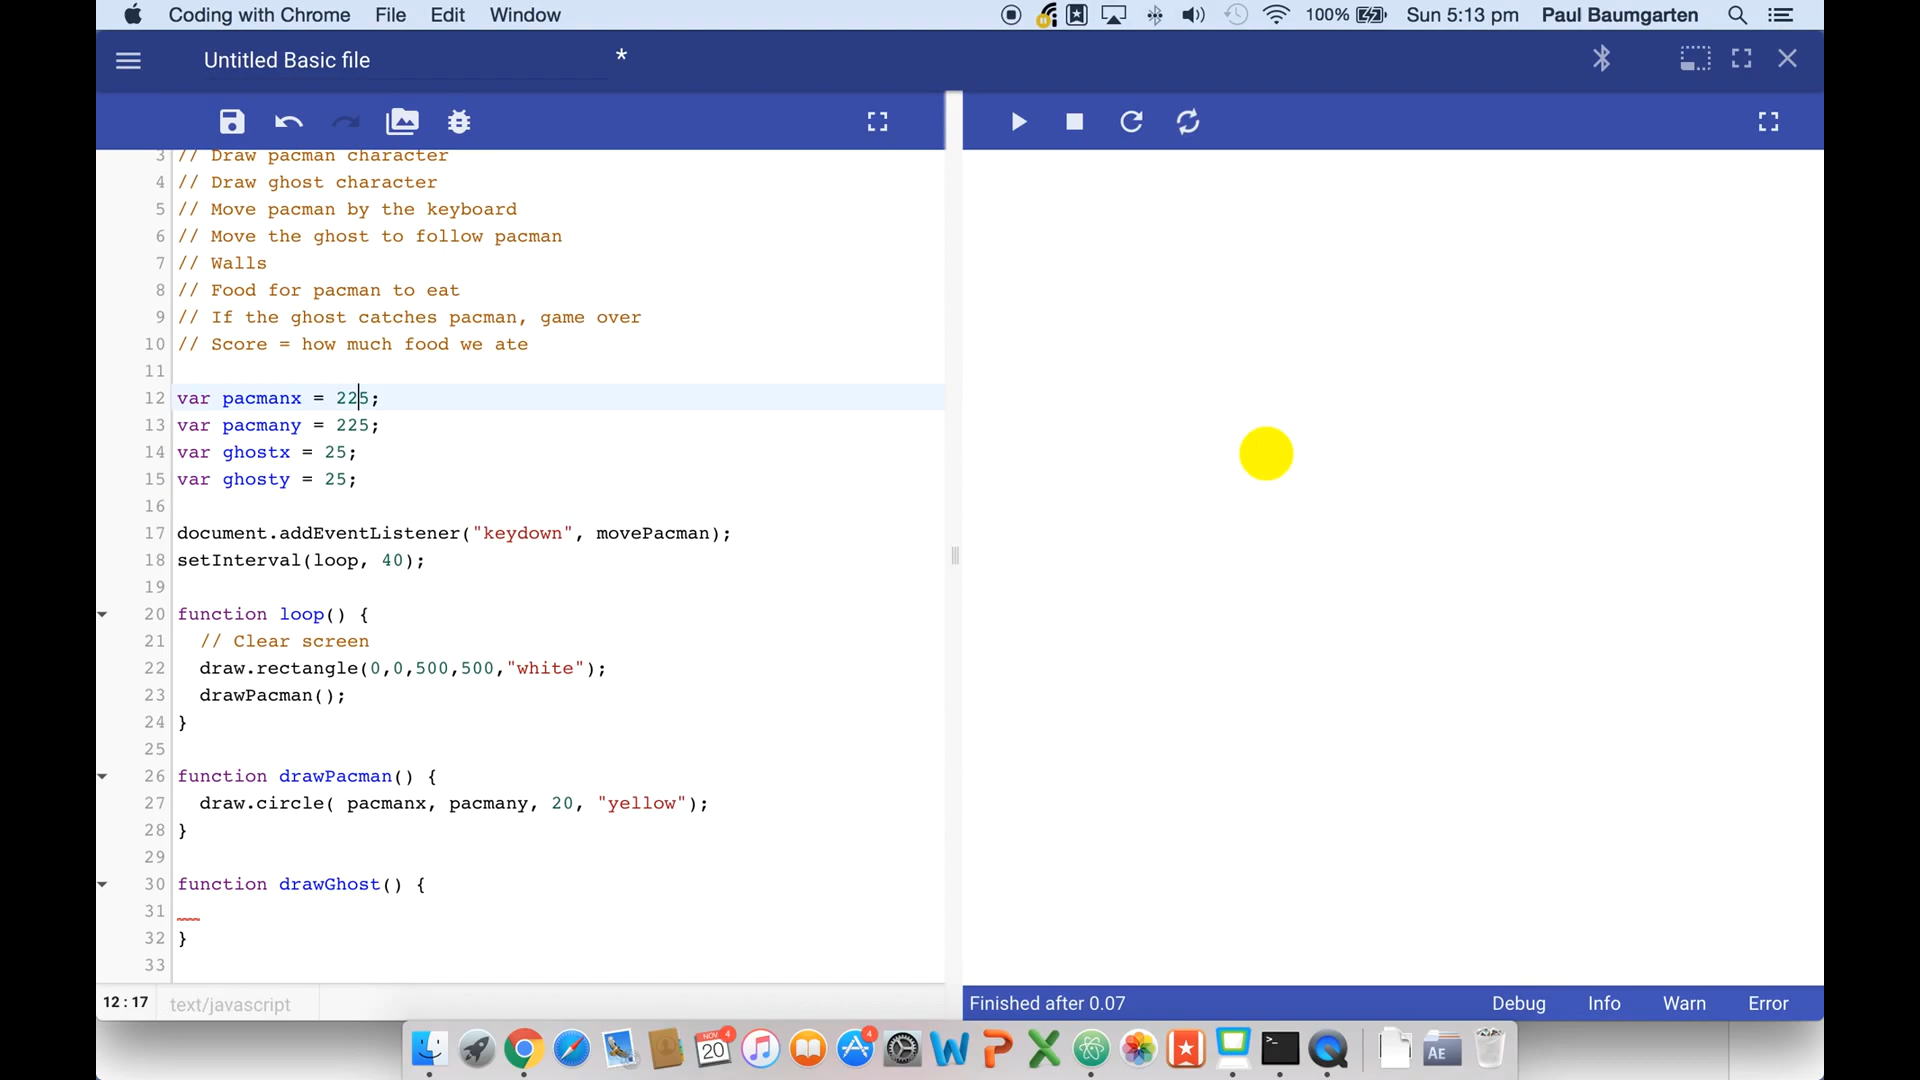 Coding with Chrome File Edit Window 100% Sun 5:13 pm Paul Baumgarten
Untitled Basic file *
3 // Draw pacman character
4 // Draw ghost character
5 // Move pacman by the keyboard
6 // Move the ghost to follow pacman
7 // Walls
8 // Food for pacman to eat
9 // If the ghost catches pacman, game over
10 // Score = how much food we ate
11
12 var pacmanx = 225;
13 var pacmany = 225;
14 var ghostx = 25;
15 var ghosty = 25;
16
17 document.addEventListener("keydown", movePacman);
18 setInterval(loop, 40);
19
20 function loop() {
21 // Clear screen
22 draw.rectangle(0,0,500,500,"white");
23 drawPacman();
24 }
25
26 function drawPacman() {
27 draw.circle( pacmanx, pacmany, 20, "yellow");
28 }
29
30 function drawGhost() {
31
32 }
33
12:17 text/javascript
Finished after 0.07 Debug Info Warn Error
NOV 20 4 4 W P X >_ AE